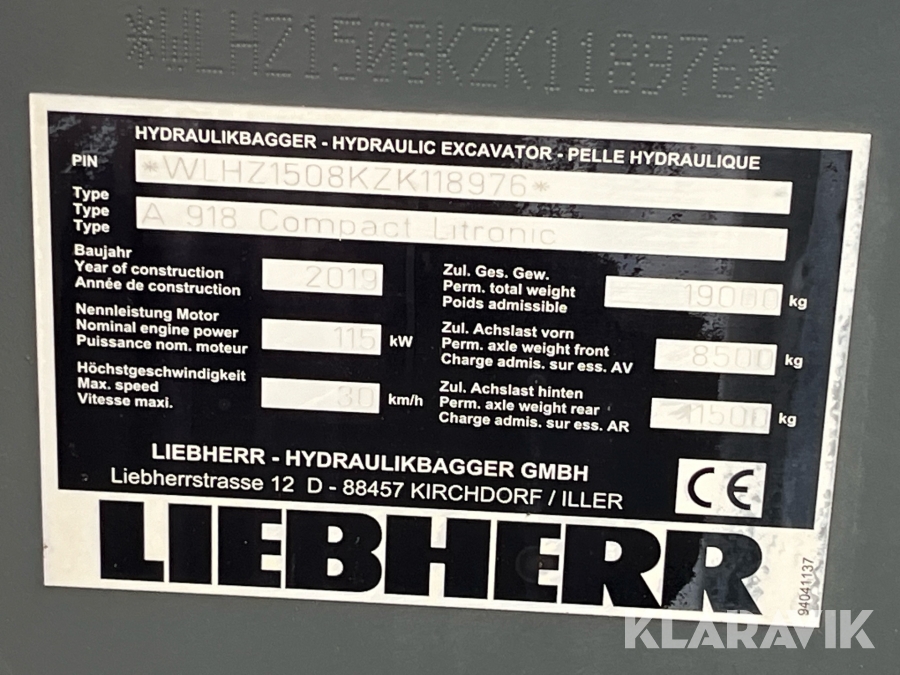 *WLHZ1508KZK118976*
HYDRAULIKBAGGER - HYDRAULIC EXCAVATOR - PELLE HYDRAULIQUE
PIN *WLHZ1508KZK118976*
Type
Type A 918 Compact Litronic
Type
Baujahr
Year of construction 2019
Année de construction
Nennleistung Motor
Nominal engine power 115 kW
Puissance nom. moteur
Höchstgeschwindigkeit
Max. speed 30 km/h
Vitesse maxi.
Zul. Ges. Gew.
Perm. total weight 19000 kg
Poids admissible
Zul. Achslast vorn
Perm. axle weight front 8500 kg
Charge admis. sur ess. AV
Zul. Achslast hinten
Perm. axle weight rear 11500 kg
Charge admis. sur ess. AR
LIEBHERR - HYDRAULIKBAGGER GMBH
Liebherrstrasse 12 D - 88457 KIRCHDORF / ILLER
CE
LIEBHERR
94041137
KLARAVIK